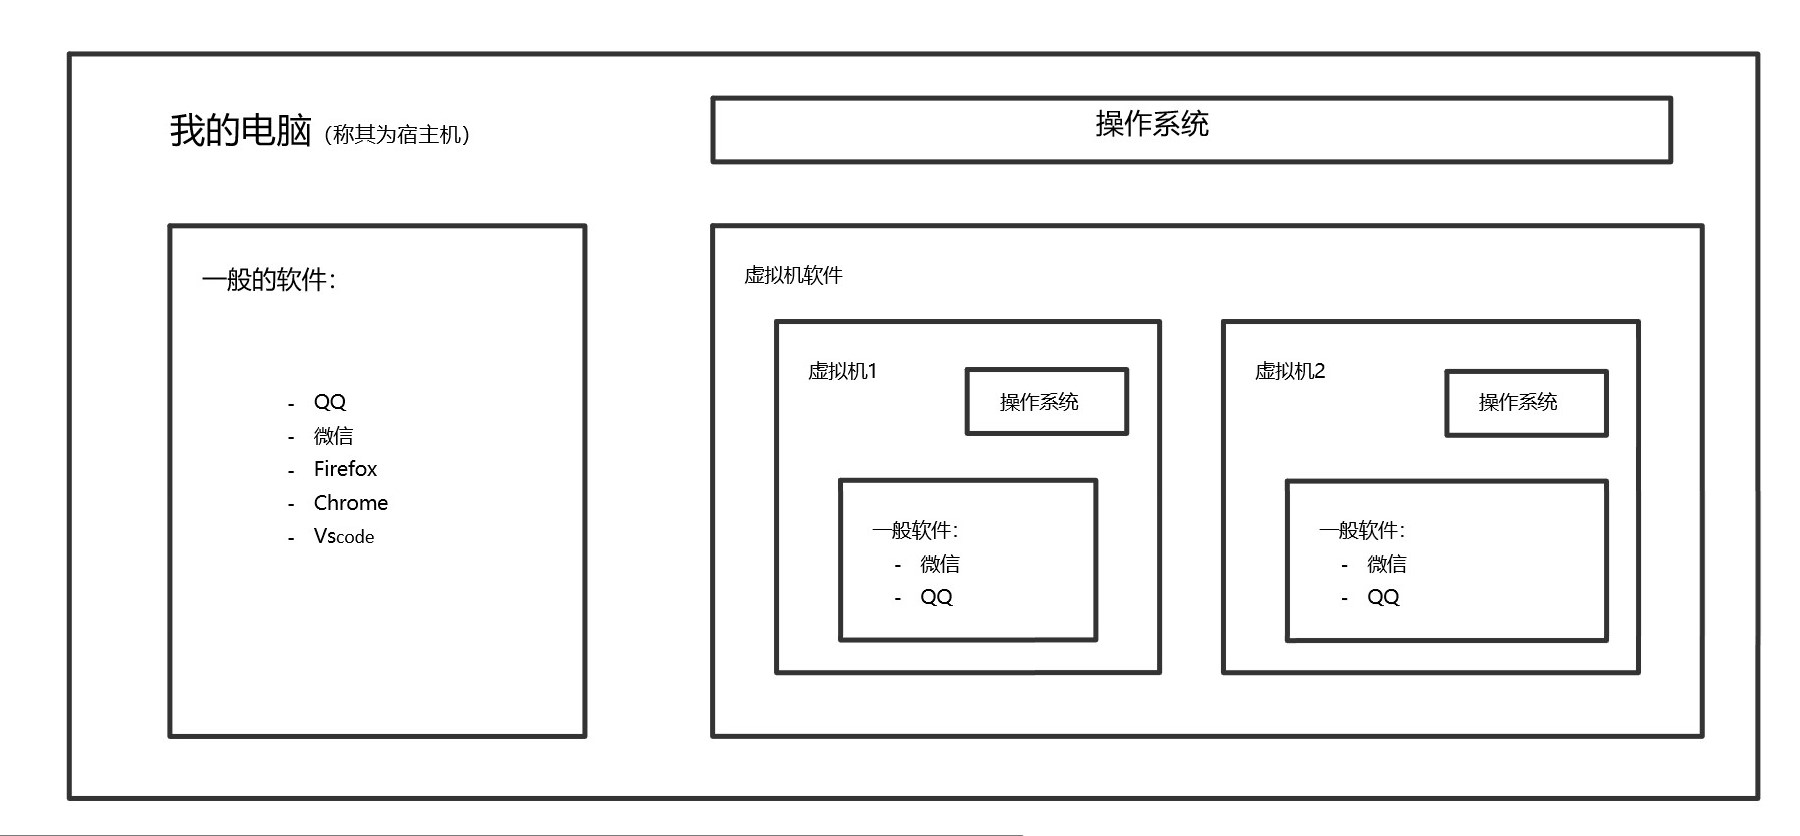 我的电脑（称其为宿主机）
操作系统
一般的软件：
- QQ
- 微信
- Firefox
- Chrome
- Vscode
虚拟机软件
虚拟机1
操作系统
一般软件：
- 微信
- QQ
虚拟机2
操作系统
一般软件：
- 微信
- QQ